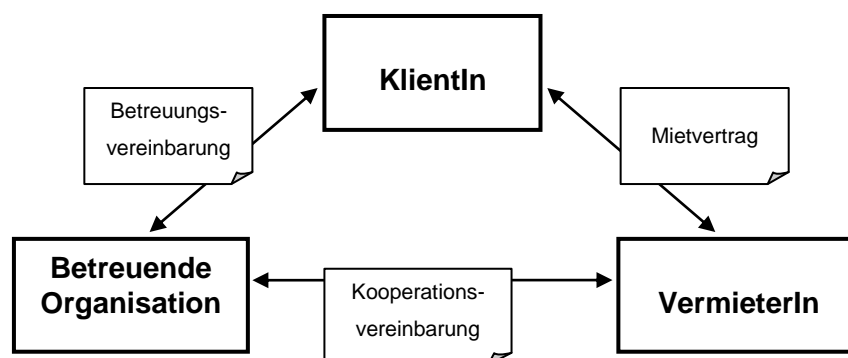 KlientIn
Betreuungs-
vereinbarung
Mietvertrag
Betreuende
Organisation
Kooperations-
vereinbarung
VermieterIn